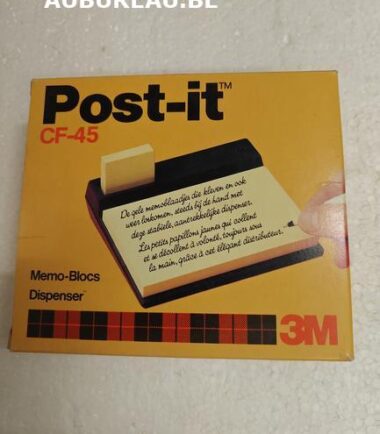 AUBUREAU.BE
Post-it™
CF-45
De gele memoblaadjes die kleven en ook
weer loskomen, steeds bij de hand met
deze stabiele, aantrekkelijke dispenser.
Les petits papillons jaunes qui collent
et se décollent à volonté, toujours sous
la main, grâce à cet élégant distributeur.
Memo-Blocs
Dispenser™
3M